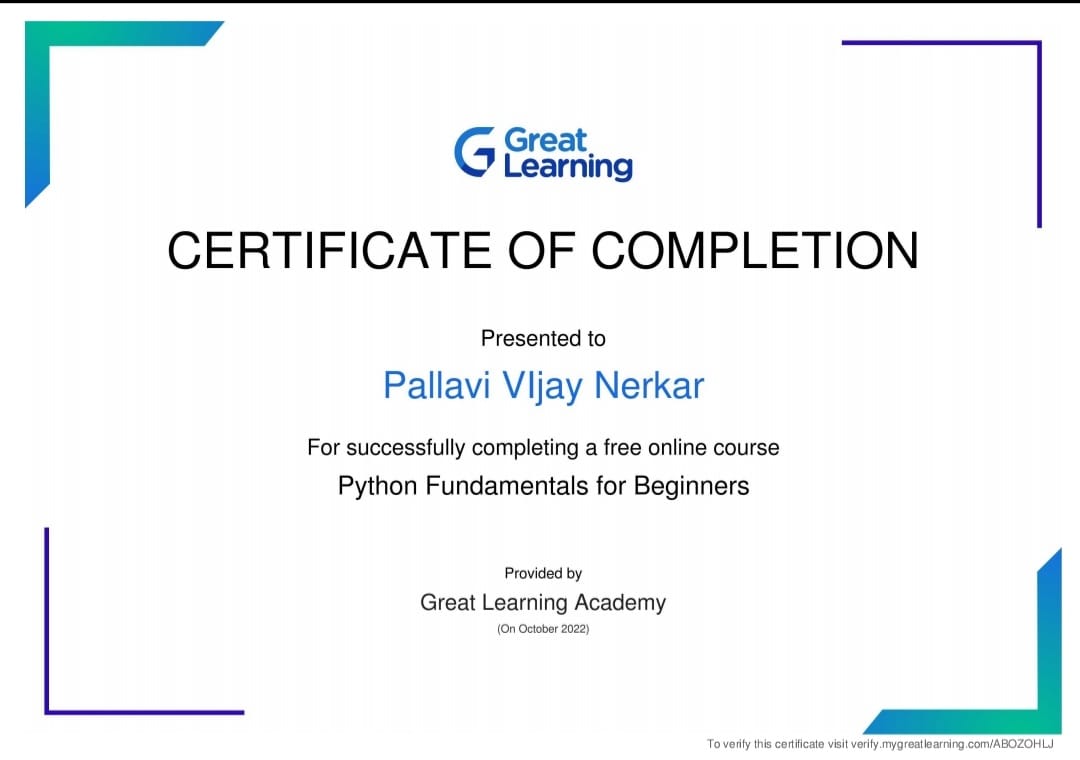 Great
Learning
CERTIFICATE OF COMPLETION
Presented to
Pallavi VIjay Nerkar
For successfully completing a free online course
Python Fundamentals for Beginners
Provided by
Great Learning Academy
(On October 2022)
To verify this certificate visit verify.mygreatlearning.com/ABOZOHLJ